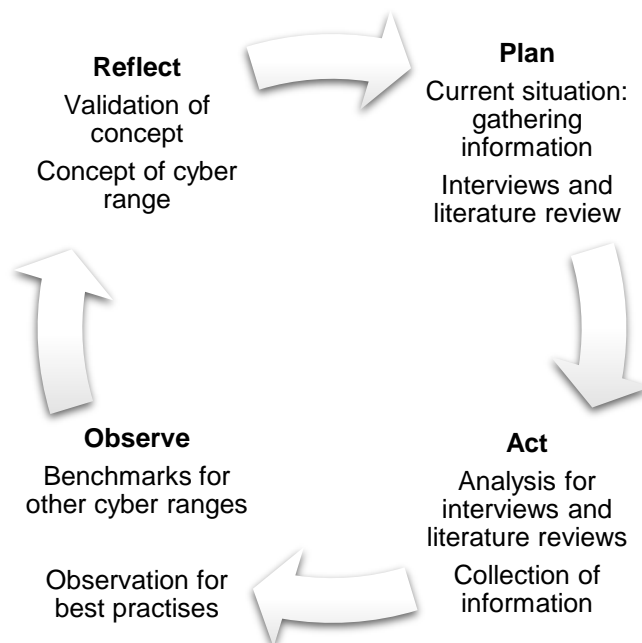 Reflect
Validation of
concept
Concept of cyber
range
Plan
Current situation:
gathering
information
Interviews and
literature review
Observe
Benchmarks for
other cyber ranges
Observation for
best practises
Act
Analysis for
interviews and
literature reviews
Collection of
information